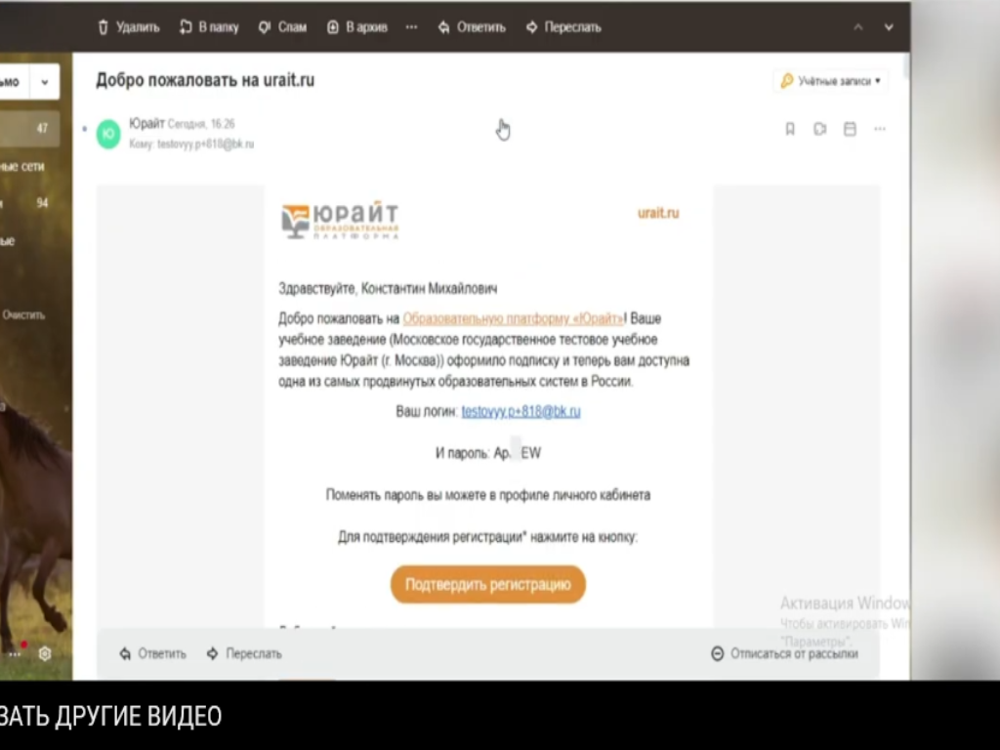 Удалить В папку Спам В архив ... Ответить Переслать
Добро пожаловать на urait.ru
Учётные записи
47
Юрайт Сегодня, 16:26
Кому: testovyy.p+818@bk.ru
ные сети
94
ые
Очистить
ЮРАЙТ
ОБРАЗОВАТЕЛЬНАЯ
ПЛАТФОРМА
urait.ru
Здравствуйте, Константин Михайлович
Добро пожаловать на Образовательную платформу «Юрайт»! Ваше
учебное заведение (Московское государственное тестовое учебное
заведение Юрайт (г. Москва)) оформило подписку и теперь вам доступна
одна из самых продвинутых образовательных систем в России.
Ваш логин: testovyy.p+818@bk.ru
И пароль: Ap. EW
Поменять пароль вы можете в профиле личного кабинета
Для подтверждения регистрации* нажмите на кнопку:
Подтвердить регистрацию
Активация Window
Чтобы активировать Win
"Параметры".
Ответить Переслать Отписаться от рассылки
ЗАТЬ ДРУГИЕ ВИДЕО